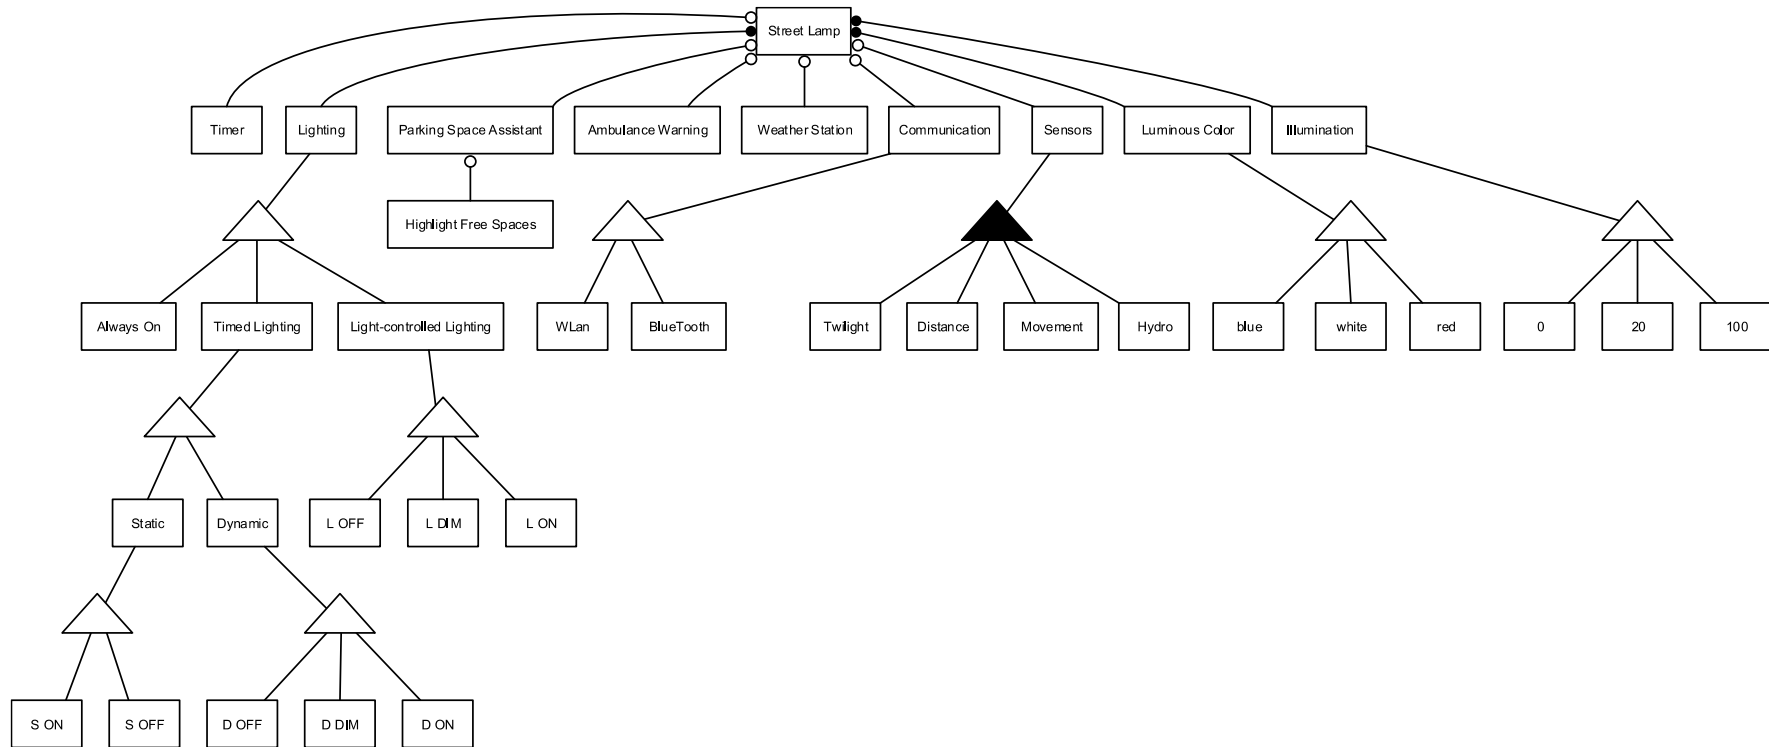 Street Lamp
Timer
Lighting
Parking Space Assistant
Ambulance Warning
Weather Station
Communication
Sensors
Luminous Color
Illumination
Highlight Free Spaces
Always On
Timed Lighting
Light-controlled Lighting
WLan
BlueTooth
Twilight
Distance
Movement
Hydro
blue
white
red
0
20
100
Static
Dynamic
L OFF
L DIM
L ON
S ON
S OFF
D OFF
D DIM
D ON